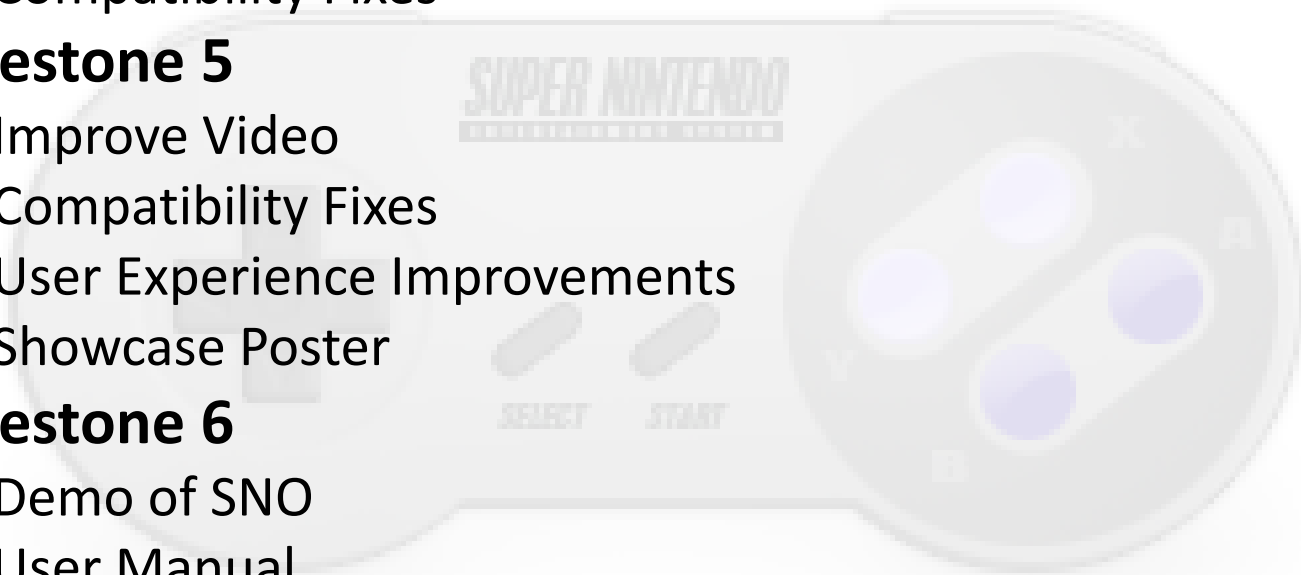 Compatibility Fixes
estone 5
Improve Video
Compatibility Fixes
User Experience Improvements
Showcase Poster
estone 6
Demo of SNO
User Manual
SUPER NINTENDO
X
A
Y
B
SELECT START